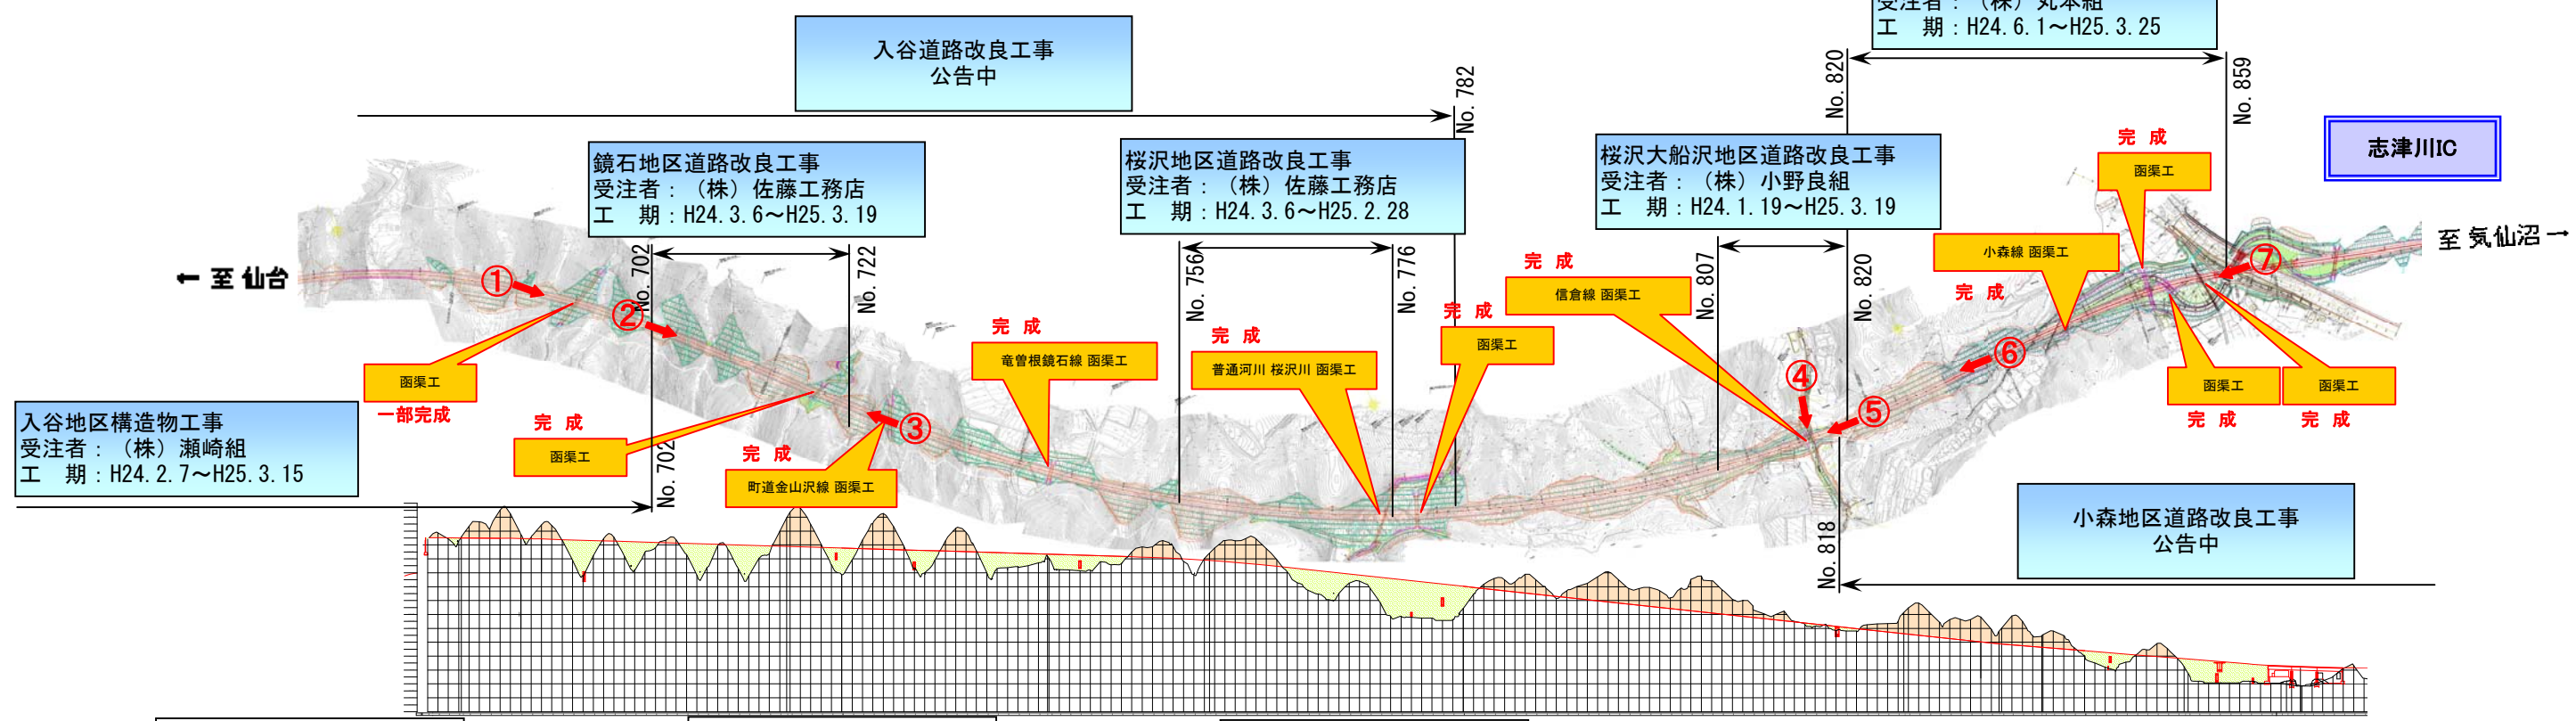 受注者：（株）丸本組
工　期：H24.6.1～H25.3.25
入谷道路改良工事
公告中
No.782
No.820
No.859
志津川IC
鏡石地区道路改良工事
受注者：（株）佐藤工務店
工　期：H24.3.6～H25.3.19
桜沢地区道路改良工事
受注者：（株）佐藤工務店
工　期：H24.3.6～H25.2.28
桜沢大船沢地区道路改良工事
受注者：（株）小野良組
工　期：H24.1.19～H25.3.19
完 成
函渠工
← 至 仙台
至 気仙沼→
①
②
No.702
No.722
No.756
No.776
No.807
No.820
完 成
信倉線 函渠工
小森線 函渠工
完 成
⑦
完 成
竜曽根鏡石線 函渠工
完 成
普通河川 桜沢川 函渠工
完 成
函渠工
④
⑤
⑥
函渠工
一部完成
函渠工
完 成
函渠工
完 成
入谷地区構造物工事
受注者：（株）瀬崎組
工　期：H24.2.7～H25.3.15
完 成
函渠工
③
完 成
町道金山沢線 函渠工
No.702
No.818
小森地区道路改良工事
公告中